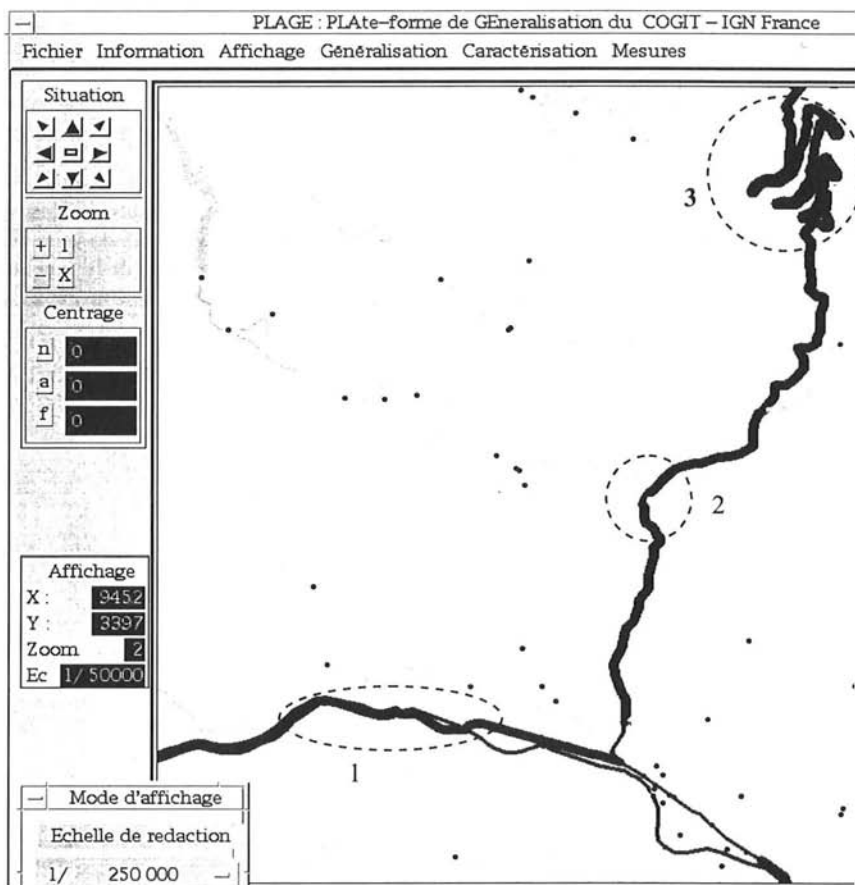 PLAGE : PLAte-forme de GEneralisation du COGIT – IGN France
Fichier Information Affichage Généralisation Caractérisation Mesures
Situation
Zoom
+ 1
– X
Centrage
n 0
a 0
f 0
3
2
Affichage
X : 9452
Y : 3397
Zoom 2
Ec 1/ 50000
1
Mode d'affichage
Echelle de redaction
1/ 250 000